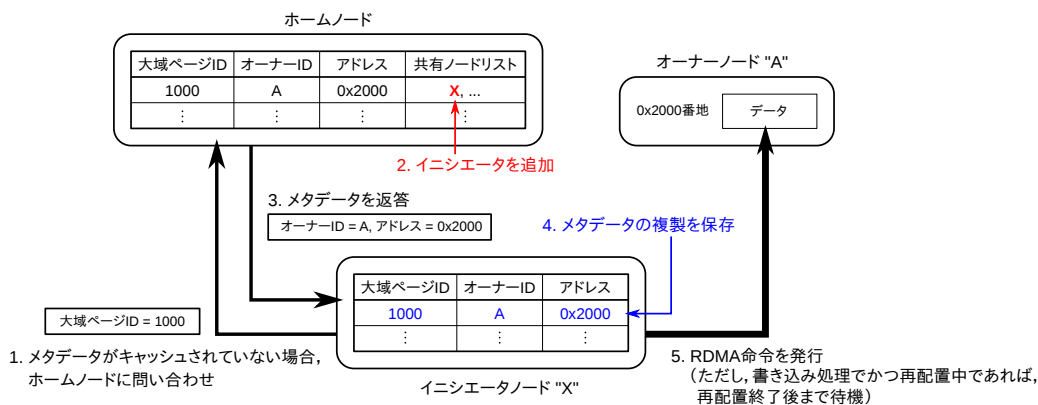 ホームノード
大域ページID オーナーID アドレス 共有ノードリスト
1000 A 0x2000 X, ...
⋮ ⋮ ⋮ ⋮
オーナーノード "A"
0x2000番地 データ
2. イニシエータを追加
3. メタデータを返答
オーナーID = A, アドレス = 0x2000
4. メタデータの複製を保存
大域ページID オーナーID アドレス
1000 A 0x2000
⋮ ⋮ ⋮
イニシエータノード "X"
大域ページID = 1000
1. メタデータがキャッシュされていない場合,
ホームノードに問い合わせ
5. RDMA命令を発行
（ただし, 書き込み処理でかつ再配置中であれば,
再配置終了後まで待機）